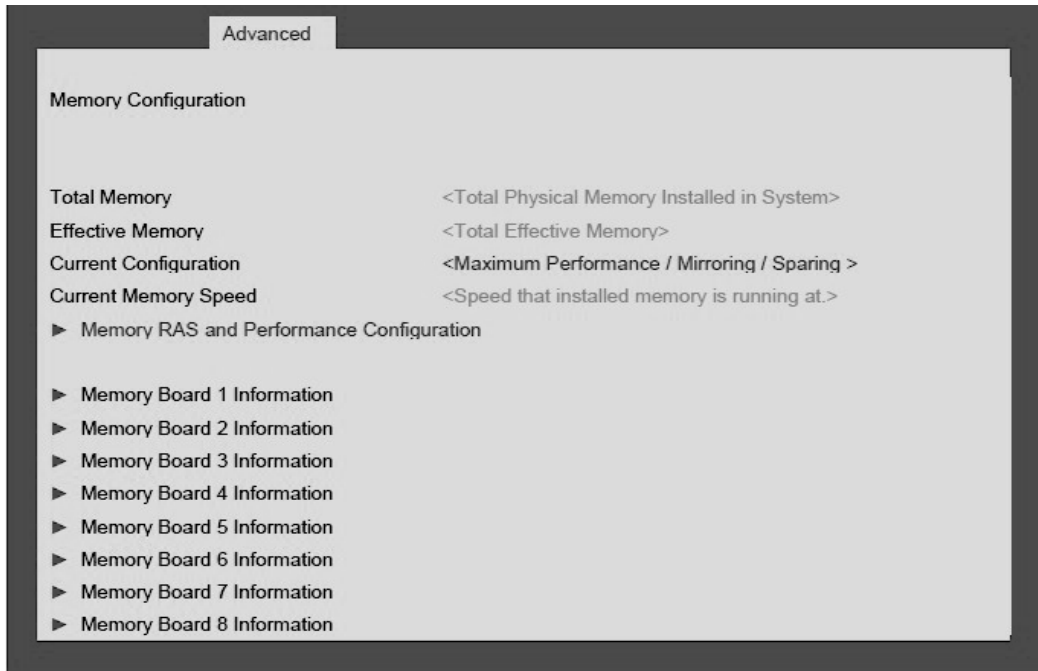 Advanced
Memory Configuration
Total Memory <Total Physical Memory Installed in System>
Effective Memory <Total Effective Memory>
Current Configuration <Maximum Performance / Mirroring / Sparing >
Current Memory Speed <Speed that installed memory is running at.>
► Memory RAS and Performance Configuration
► Memory Board 1 Information
► Memory Board 2 Information
► Memory Board 3 Information
► Memory Board 4 Information
► Memory Board 5 Information
► Memory Board 6 Information
► Memory Board 7 Information
► Memory Board 8 Information